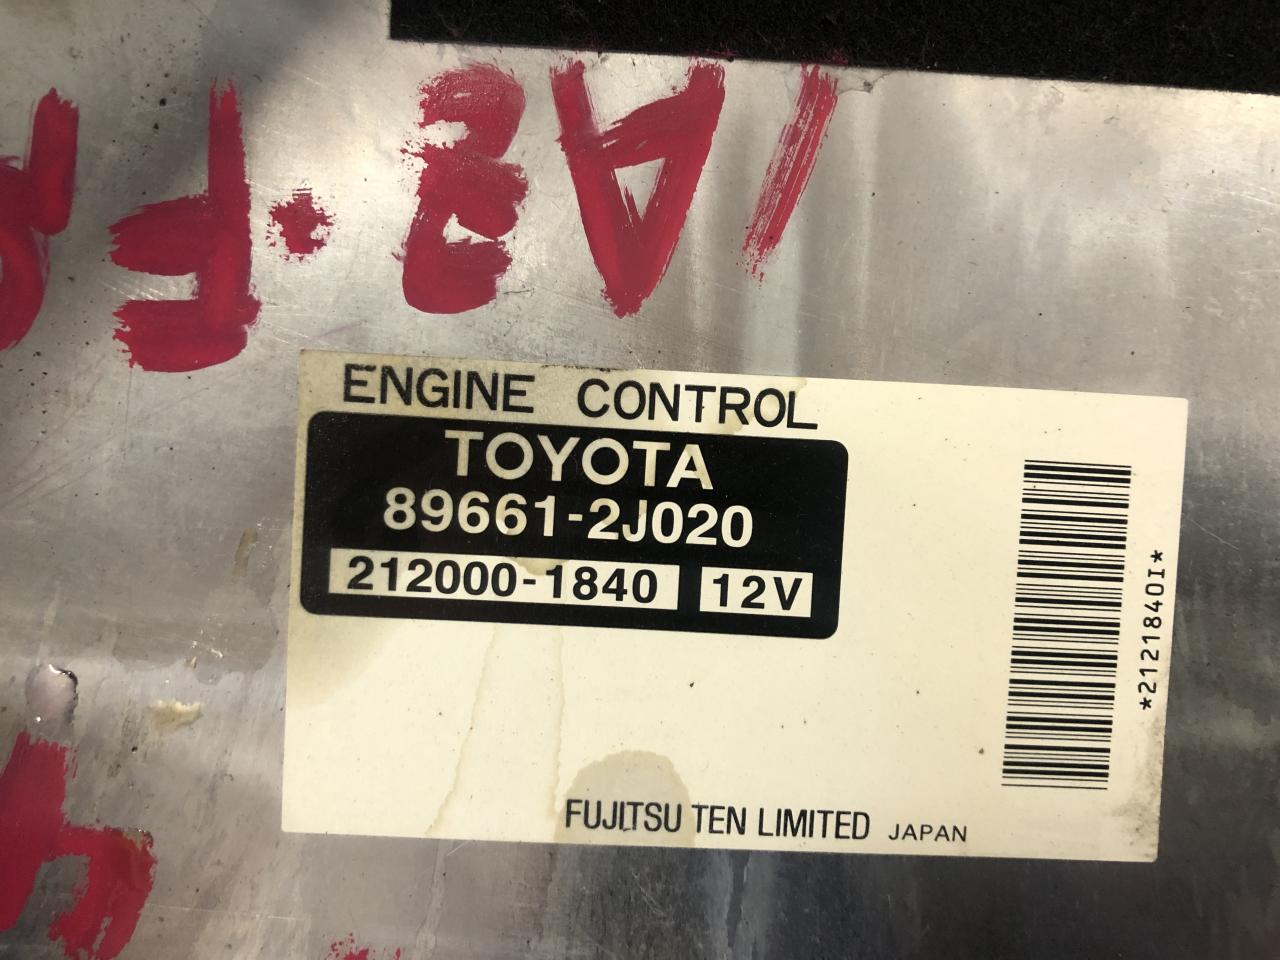 ENGINE CONTROL
TOYOTA
89661-2J020
212000-1840 12V
*2121840I*
FUJITSU TEN LIMITED JAPAN